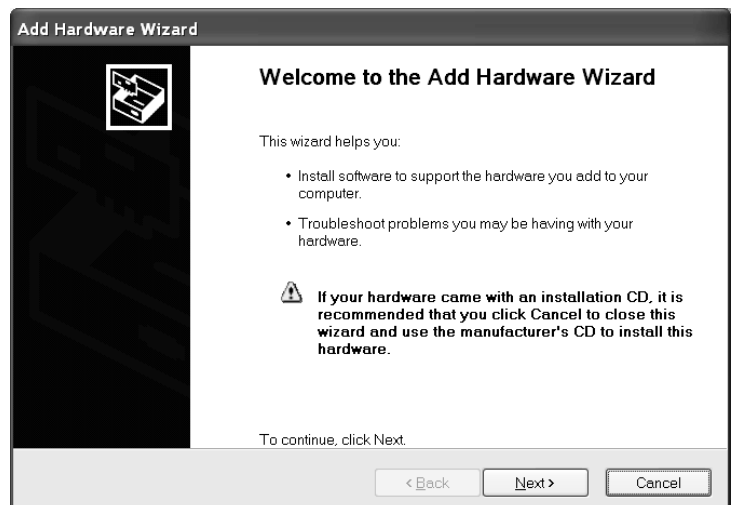 Add Hardware Wizard
Welcome to the Add Hardware Wizard
This wizard helps you:
• Install software to support the hardware you add to your
computer.
• Troubleshoot problems you may be having with your
hardware.
If your hardware came with an installation CD, it is
recommended that you click Cancel to close this
wizard and use the manufacturer's CD to install this
hardware.
To continue, click Next.
< Back Next > Cancel